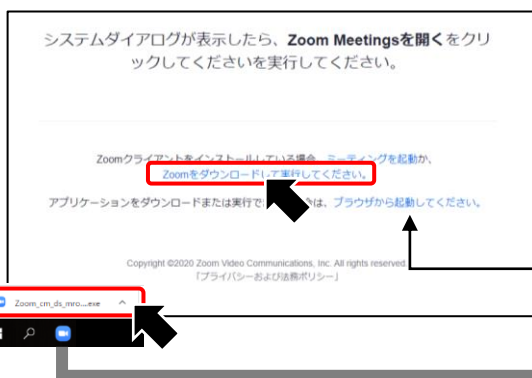 システムダイアログが表示したら、Zoom Meetingsを開くをクリ
ックしてくださいを実行してください。
Zoomクライアントをインストールしている場合、ミーティングを起動か、
Zoomをダウンロードして実行してください。
アプリケーションをダウンロードまたは実行で は、ブラウザから起動してください。
Copyright ©2020 Zoom Video Communications, Inc. All rights reserved.
「プライバシーおよび法務ポリシー」
Zoom_cm_ds_mro....exe